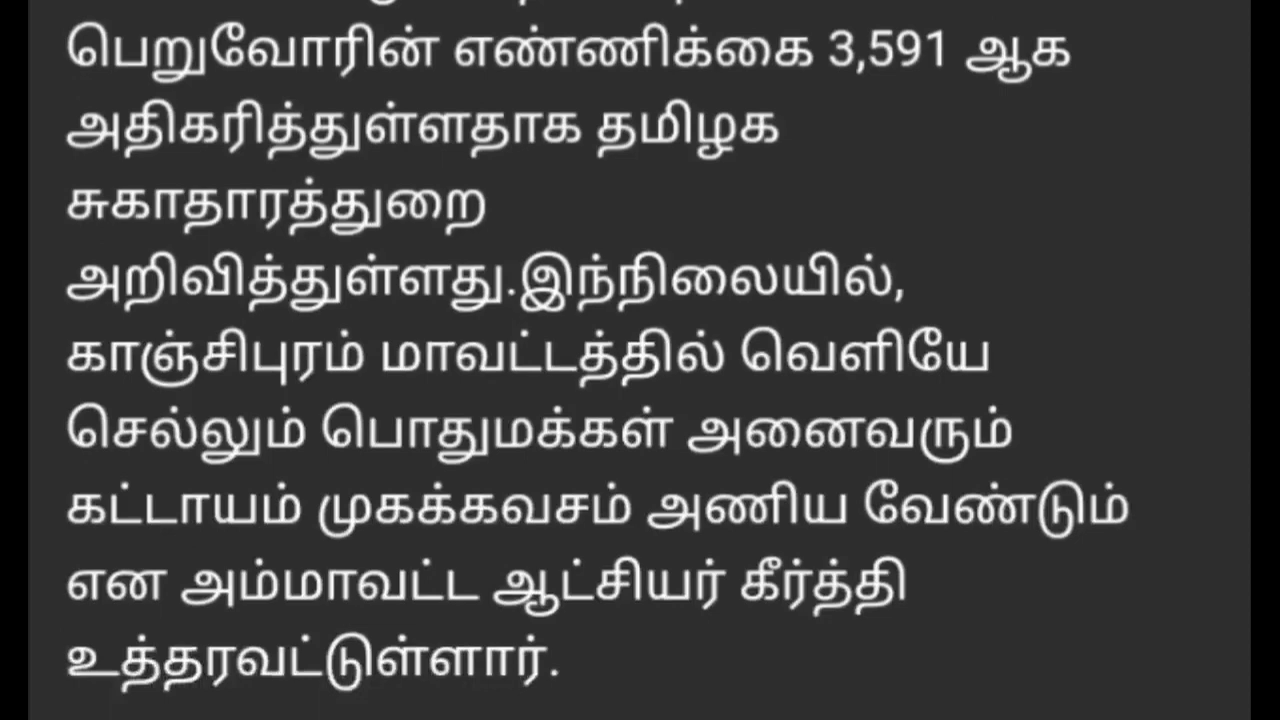 பெறுவோரின் எண்ணிக்கை 3,591 ஆக
அதிகரித்துள்ளதாக தமிழக
சுகாதாரத்துறை
அறிவித்துள்ளது.இந்நிலையில்,
காஞ்சிபுரம் மாவட்டத்தில் வெளியே
செல்லும் பொதுமக்கள் அனைவரும்
கட்டாயம் முகக்கவசம் அணிய வேண்டும்
என அம்மாவட்ட ஆட்சியர் கீர்த்தி
உத்தரவட்டுள்ளார்.